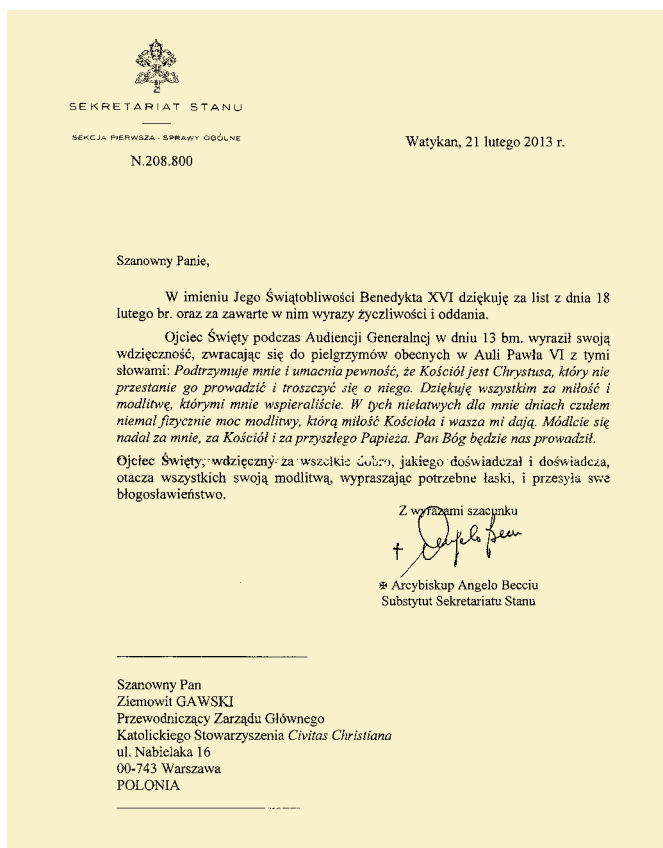 SEKRETARIAT STANU
SEKCJA PIERWSZA - SPRAWY OGÓLNE
N.208.800
Watykan, 21 lutego 2013 r.
Szanowny Panie,
W imieniu Jego Świątobliwości Benedykta XVI dziękuję za list z dnia 18
lutego br. oraz za zawarte w nim wyrazy życzliwości i oddania.
Ojciec Święty podczas Audiencji Generalnej w dniu 13 bm. wyraził swoją
wdzięczność, zwracając się do pielgrzymów obecnych w Auli Pawła VI z tymi
słowami: Podtrzymuje mnie i umacnia pewność, że Kościół jest Chrystusa, który nie
przestanie go prowadzić i troszczyć się o niego. Dziękuję wszystkim za miłość i
modlitwę, którymi mnie wspieraliście. W tych niełatwych dla mnie dniach czułem
niemal fizycznie moc modlitwy, którą miłość Kościoła i wasza mi dają. Módlcie się
nadal za mnie, za Kościół i za przyszłego Papieża. Pan Bóg będzie nas prowadził.
Ojciec Święty, wdzięczny za wszelkie dobro, jakiego doświadczał i doświadcza,
otacza wszystkich swoją modlitwą, wypraszając potrzebne łaski, i przesyła swe
błogosławieństwo.
Z wyrazami szacunku
† Angelo Becciu
✠ Arcybiskup Angelo Becciu
Substytut Sekretariatu Stanu
Szanowny Pan
Ziemowit GAWSKI
Przewodniczący Zarządu Głównego
Katolickiego Stowarzyszenia Civitas Christiana
ul. Nabielaka 16
00-743 Warszawa
POLONIA